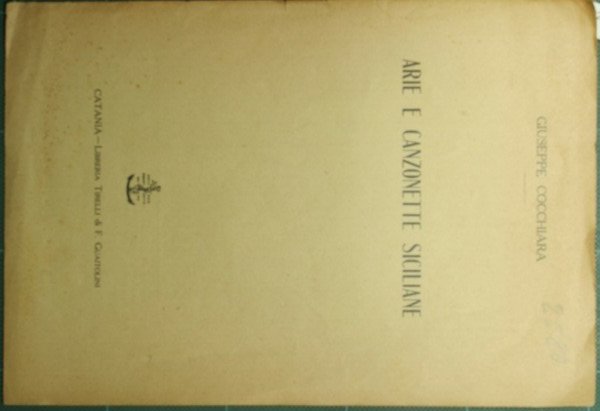 GIUSEPPE COCCHIARA
ARIE E CANZONETTE SICILIANE
CATANIA - LIBRERIA TIRELLI di F. GUAITOLINI